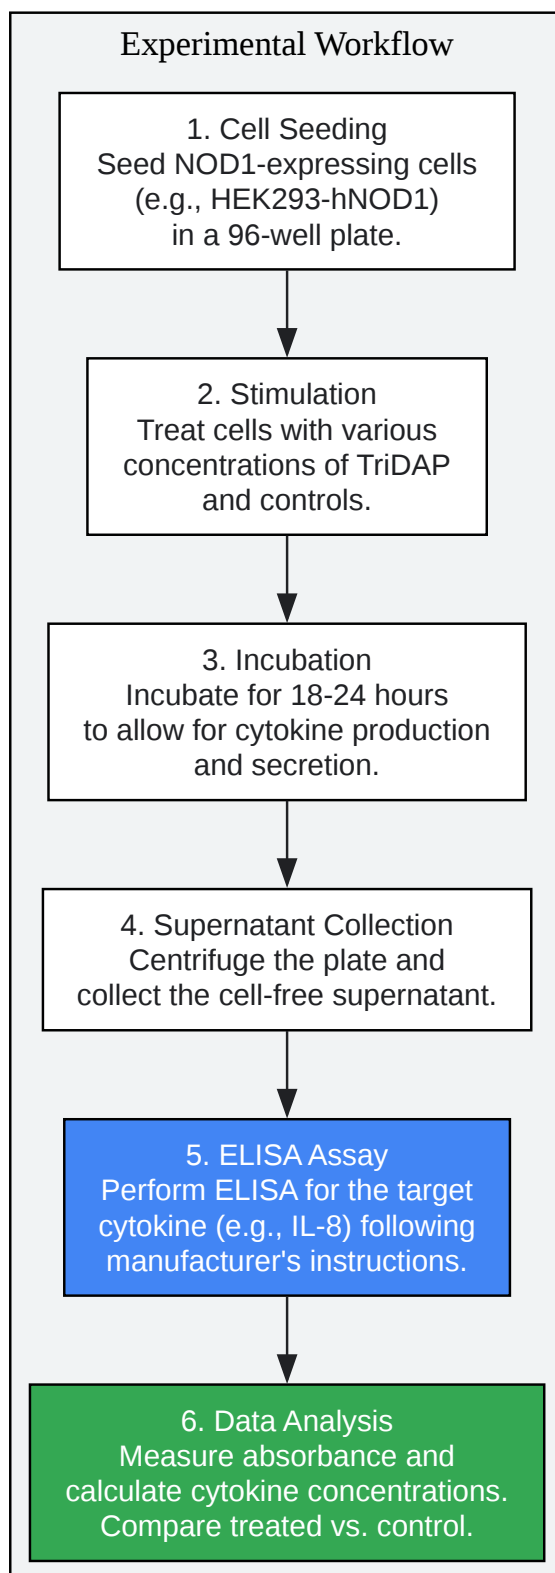 Experimental Workflow
1. Cell Seeding
Seed NOD1-expressing cells
(e.g., HEK293-hNOD1)
in a 96-well plate.
2. Stimulation
Treat cells with various
concentrations of TriDAP
and controls.
3. Incubation
Incubate for 18-24 hours
to allow for cytokine production
and secretion.
4. Supernatant Collection
Centrifuge the plate and
collect the cell-free supernatant.
5. ELISA Assay
Perform ELISA for the target
cytokine (e.g., IL-8) following
manufacturer's instructions.
6. Data Analysis
Measure absorbance and
calculate cytokine concentrations.
Compare treated vs. control.